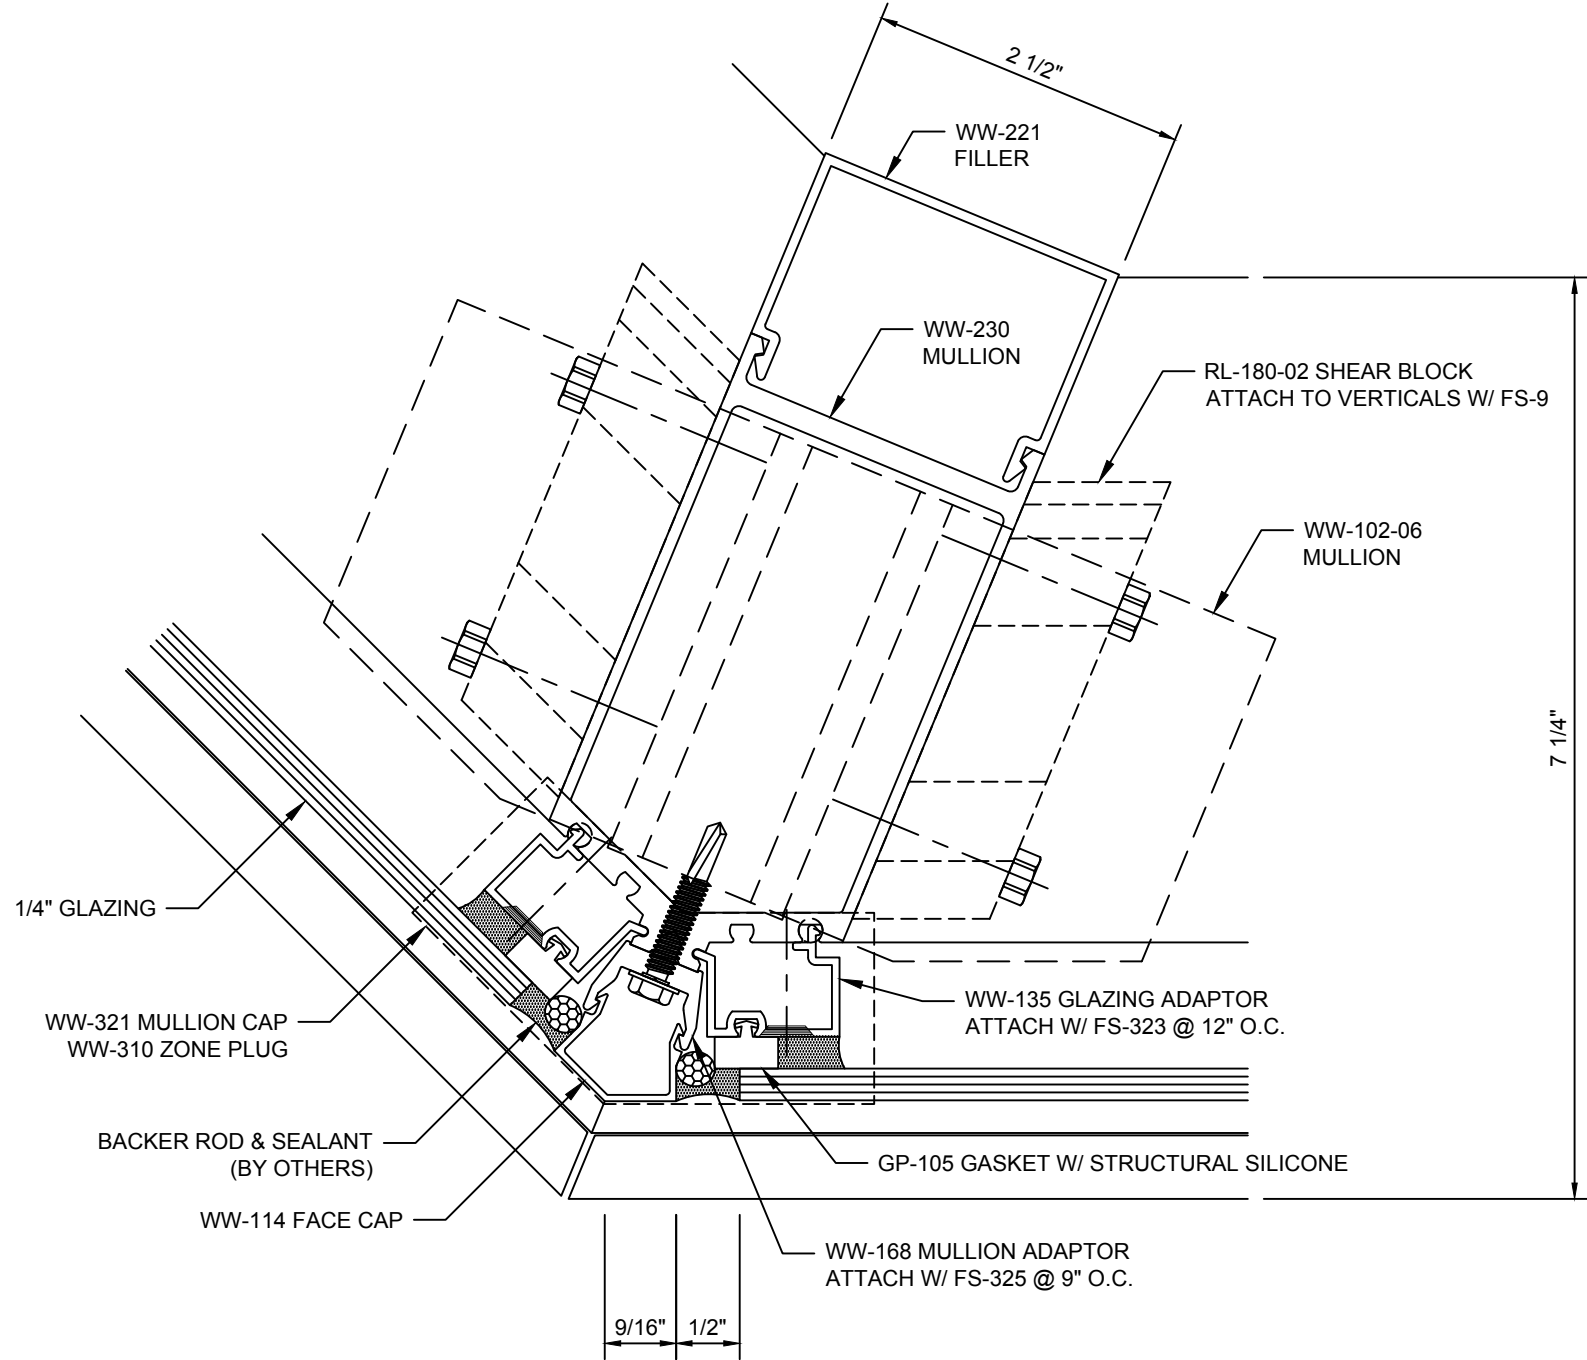 2 1/2"
WW-221
FILLER
WW-230
MULLION
RL-180-02 SHEAR BLOCK
ATTACH TO VERTICALS W/ FS-9
WW-102-06
MULLION
7 1/4"
1/4" GLAZING
WW-321 MULLION CAP
WW-310 ZONE PLUG
WW-135 GLAZING ADAPTOR
ATTACH W/ FS-323 @ 12" O.C.
BACKER ROD & SEALANT
(BY OTHERS)
GP-105 GASKET W/ STRUCTURAL SILICONE
WW-114 FACE CAP
WW-168 MULLION ADAPTOR
ATTACH W/ FS-325 @ 9" O.C.
9/16"
1/2"